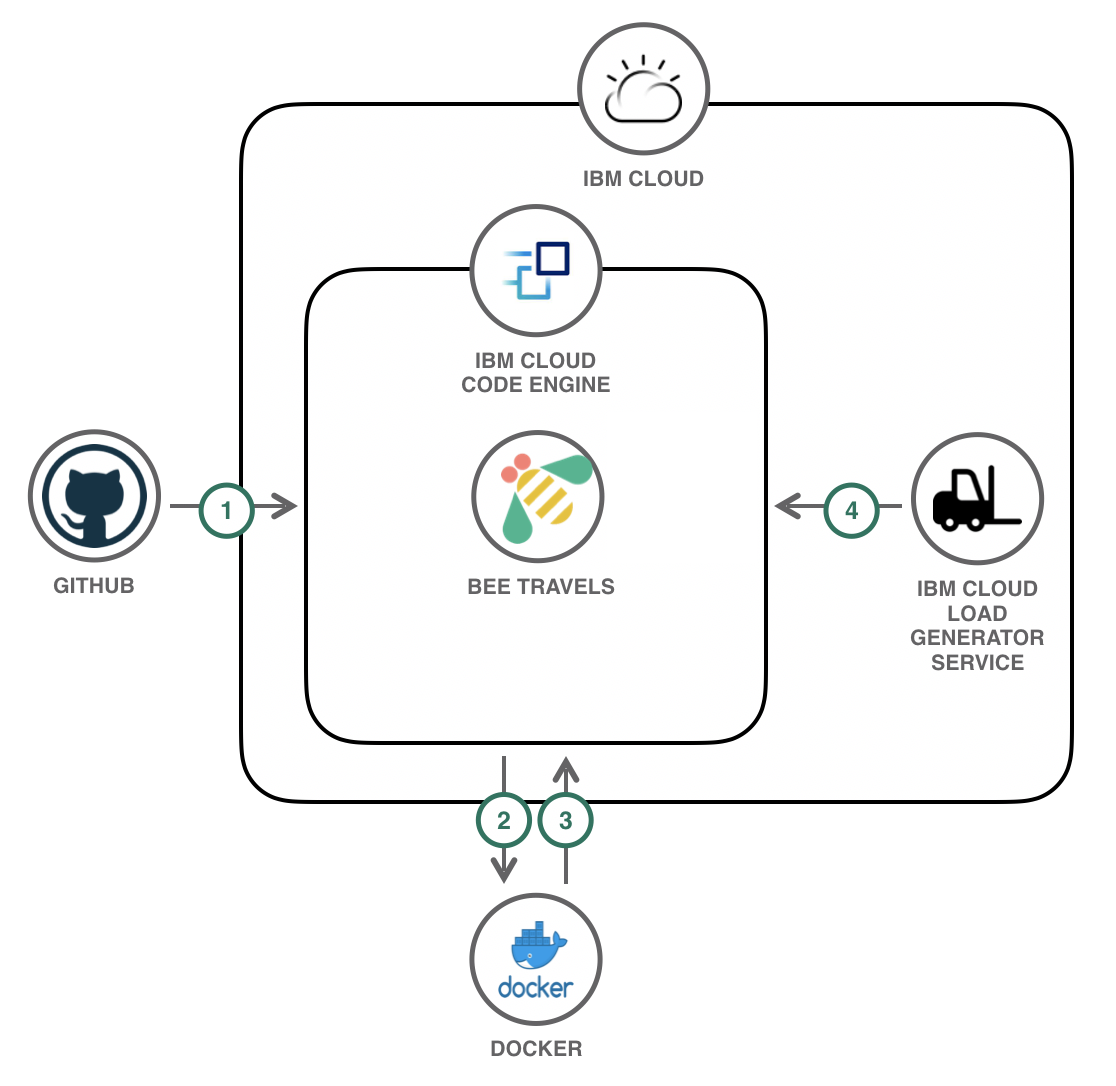 IBM CLOUD
IBM CLOUD
CODE ENGINE
1
GITHUB
BEE TRAVELS
4
IBM CLOUD
LOAD
GENERATOR
SERVICE
2
3
docker
DOCKER